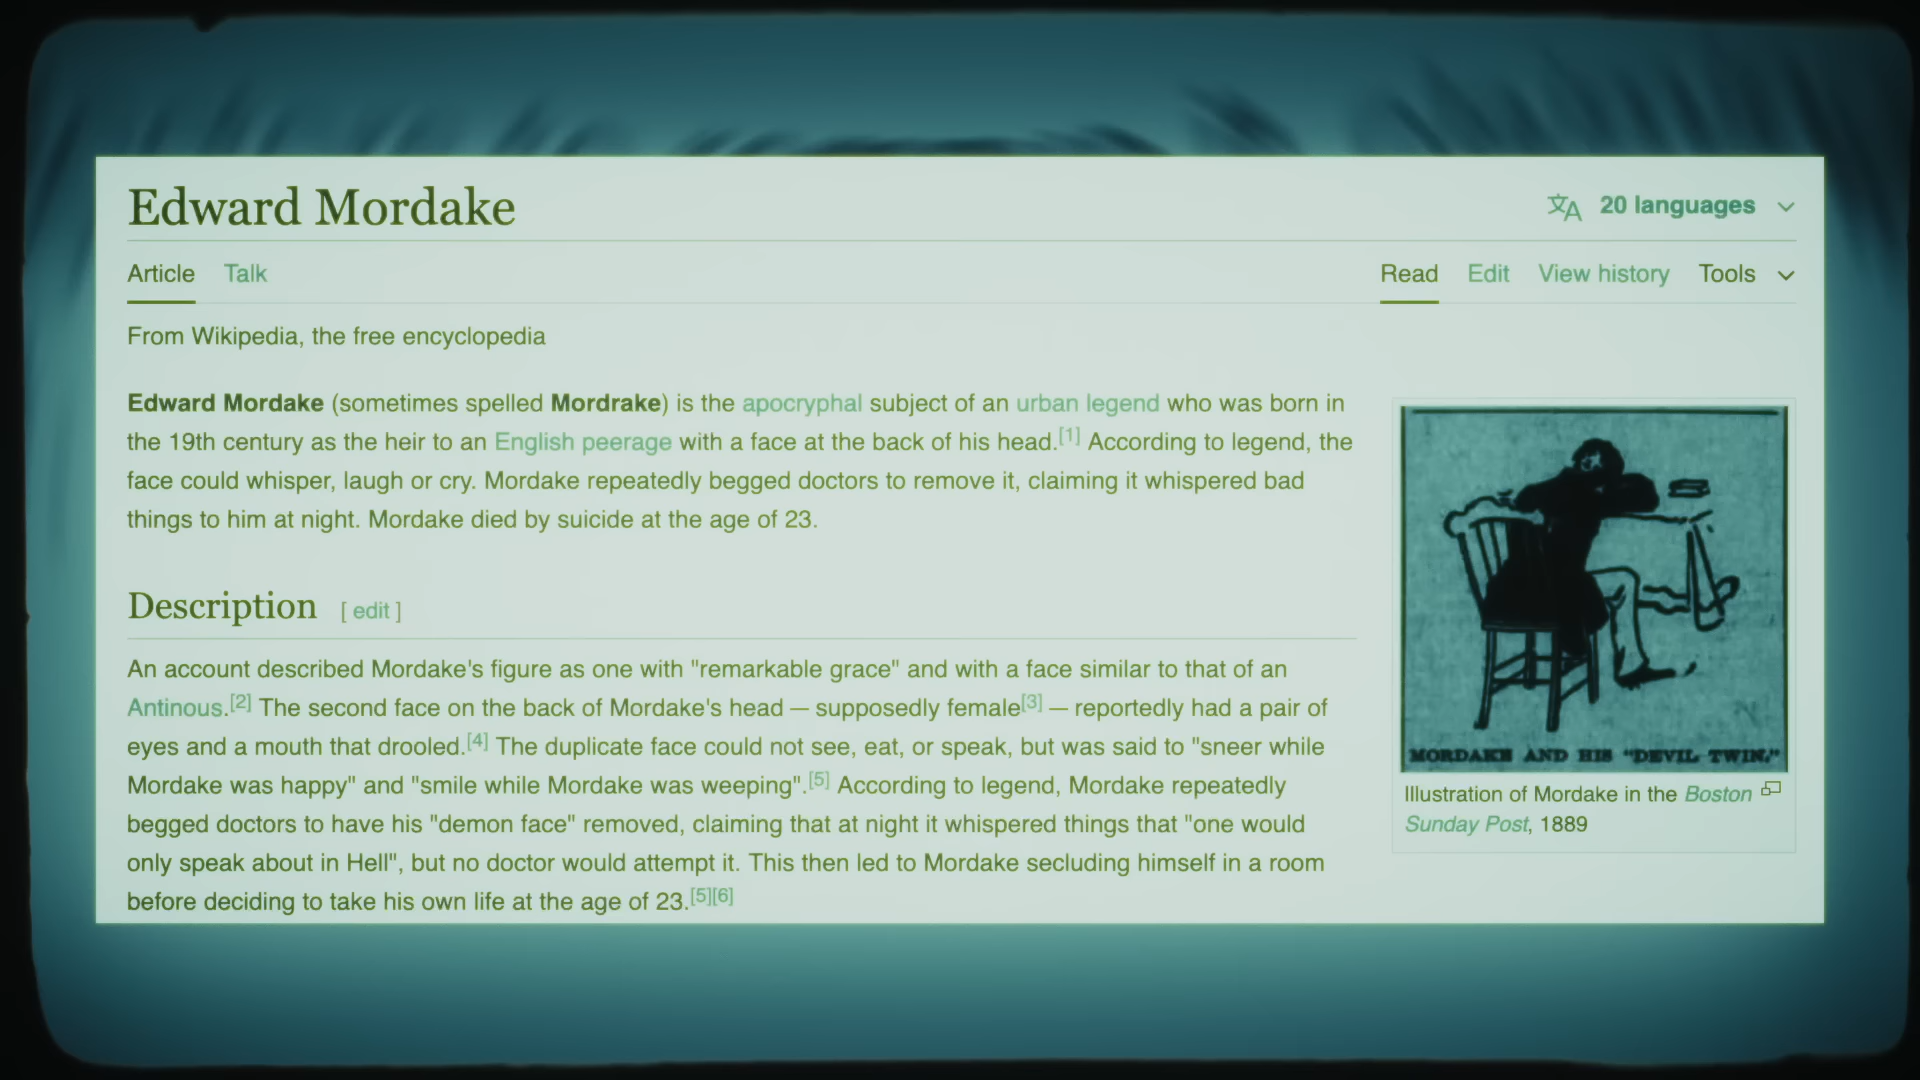 Edward Mordake
20 languages
Article Talk
Read Edit View history Tools
From Wikipedia, the free encyclopedia
Edward Mordake (sometimes spelled Mordrake) is the apocryphal subject of an urban legend who was born in
the 19th century as the heir to an English peerage with a face at the back of his head.[1] According to legend, the
face could whisper, laugh or cry. Mordake repeatedly begged doctors to remove it, claiming it whispered bad
things to him at night. Mordake died by suicide at the age of 23.
Description [ edit ]
An account described Mordake's figure as one with "remarkable grace" and with a face similar to that of an
Antinous.[2] The second face on the back of Mordake's head — supposedly female[3] — reportedly had a pair of
eyes and a mouth that drooled.[4] The duplicate face could not see, eat, or speak, but was said to "sneer while
Mordake was happy" and "smile while Mordake was weeping".[5] According to legend, Mordake repeatedly
begged doctors to have his "demon face" removed, claiming that at night it whispered things that "one would
only speak about in Hell", but no doctor would attempt it. This then led to Mordake secluding himself in a room
before deciding to take his own life at the age of 23.[5][6]
MORDAKE AND HIS "DEVIL TWIN."
Illustration of Mordake in the Boston
Sunday Post, 1889